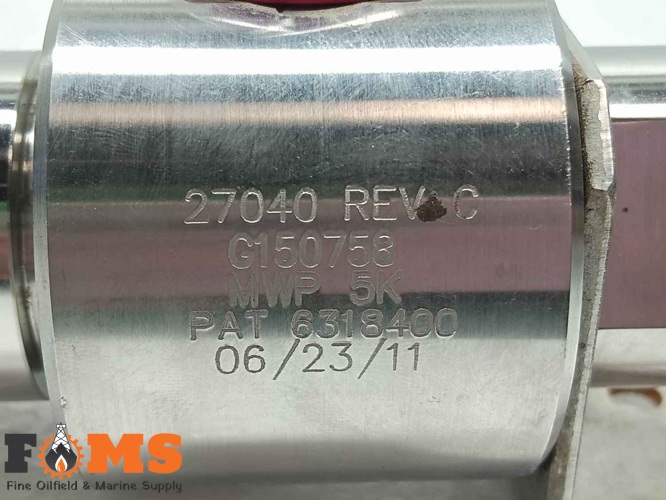 27040 REV C
G150758
MWP 5K
PAT 6318400
06/23/11
FOMS
Fine Oilfield & Marine Supply